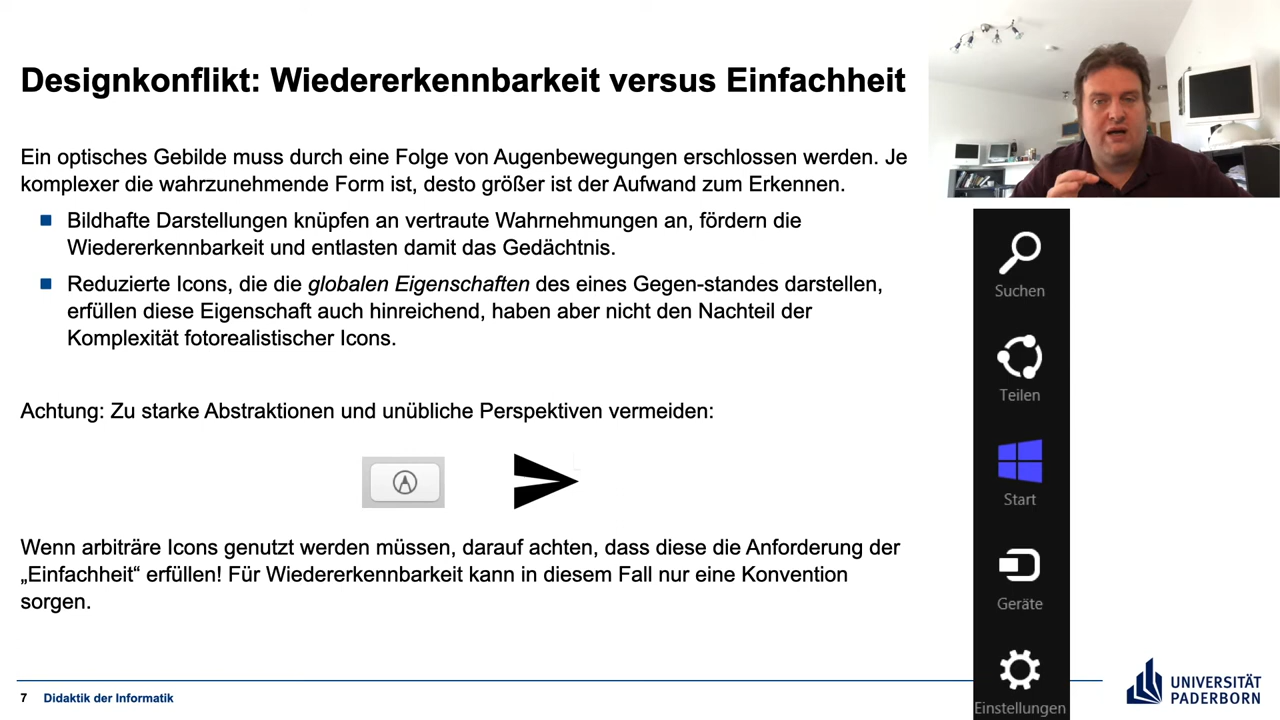 Designkonflikt: Wiedererkennbarkeit versus Einfachheit
Ein optisches Gebilde muss durch eine Folge von Augenbewegungen erschlossen werden. Je
komplexer die wahrzunehmende Form ist, desto größer ist der Aufwand zum Erkennen.
Bildhafte Darstellungen knüpfen an vertraute Wahrnehmungen an, fördern die
Wiedererkennbarkeit und entlasten damit das Gedächtnis.
Reduzierte Icons, die die globalen Eigenschaften des eines Gegen-standes darstellen,
erfüllen diese Eigenschaft auch hinreichend, haben aber nicht den Nachteil der
Komplexität fotorealistischer Icons.
Achtung: Zu starke Abstraktionen und unübliche Perspektiven vermeiden:
Wenn arbiträre Icons genutzt werden müssen, darauf achten, dass diese die Anforderung der
„Einfachheit“ erfüllen! Für Wiedererkennbarkeit kann in diesem Fall nur eine Konvention
sorgen.
Suchen
Teilen
Start
Geräte
Einstellungen
7 Didaktik der Informatik
UNIVERSITÄT
PADERBORN